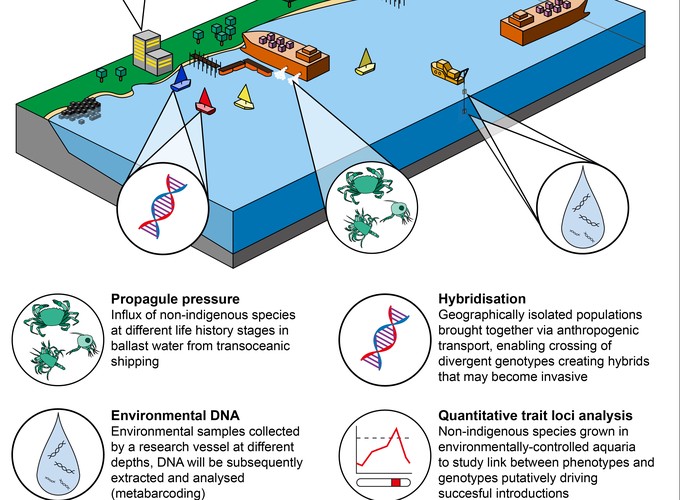 Propagule pressure
Influx of non-indigenous species
at different life history stages in
ballast water from transoceanic
shipping
Hybridisation
Geographically isolated populations
brought together via anthropogenic
transport, enabling crossing of
divergent genotypes creating hybrids
that may become invasive
Environmental DNA
Environmental samples collected
by a research vessel at different
depths, DNA will be subsequently
extracted and analysed
(metabarcoding)
Quantitative trait loci analysis
Non-indigenous species grown in
environmentally-controlled aquaria
to study link between phenotypes and
genotypes putatively driving
succesful introductions